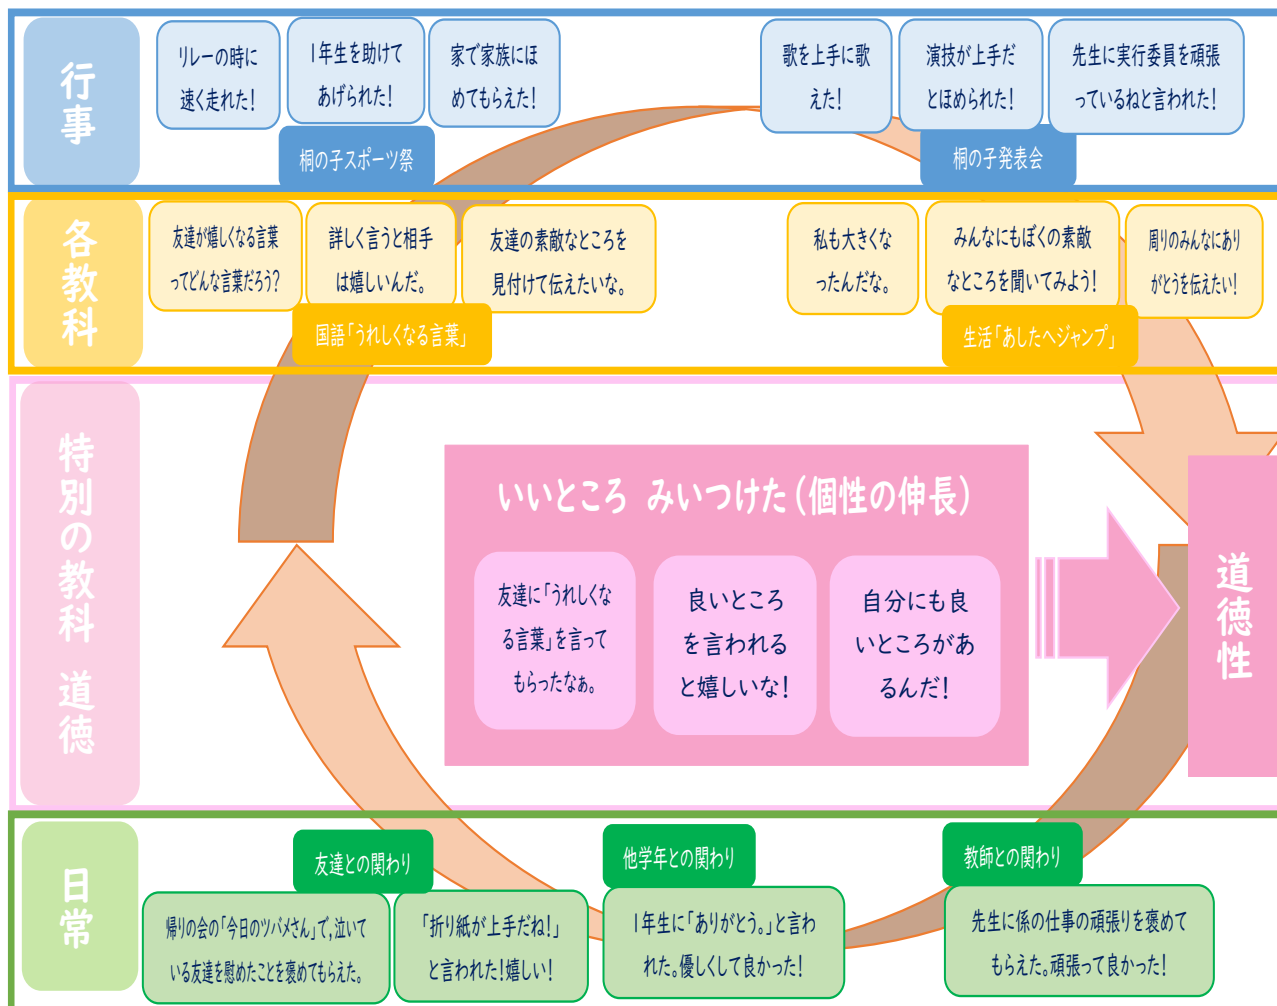 行事
リレーの時に
速く走れた!
1年生を助けて
あげられた!
家で家族にほ
めてもらえた!
桐の子スポーツ祭
歌を上手に歌
えた!
演技が上手だ
とほめられた!
先生に実行委員を頑張
っているねと言われた!
桐の子発表会
各教科
友達が嬉しくなる言葉
ってどんな言葉だろう?
詳しく言うと相手
は嬉しいんだ。
友達の素敵なところを
見付けて伝えたいな。
国語「うれしくなる言葉」
私も大きくな
ったんだな。
みんなにもぼくの素敵
なところを聞いてみよう!
周りのみんなにあり
がとうを伝えたい!
生活「あしたへジャンプ」
特別の教科 道徳
いいところ みいつけた(個性の伸長)
友達に「うれしくな
る言葉」を言って
もらったなぁ。
良いところ
を言われる
と嬉しいな!
自分にも良
いところがあ
るんだ!
道徳性
日常
友達との関わり
帰りの会の「今日のツバメさん」で,泣いて
いる友達を慰めたことを褒めてもらえた。
「折り紙が上手だね!」
と言われた!嬉しい!
他学年との関わり
1年生に「ありがとう。」と言わ
れた。優しくして良かった!
教師との関わり
先生に係の仕事の頑張りを褒めて
もらえた。頑張って良かった!